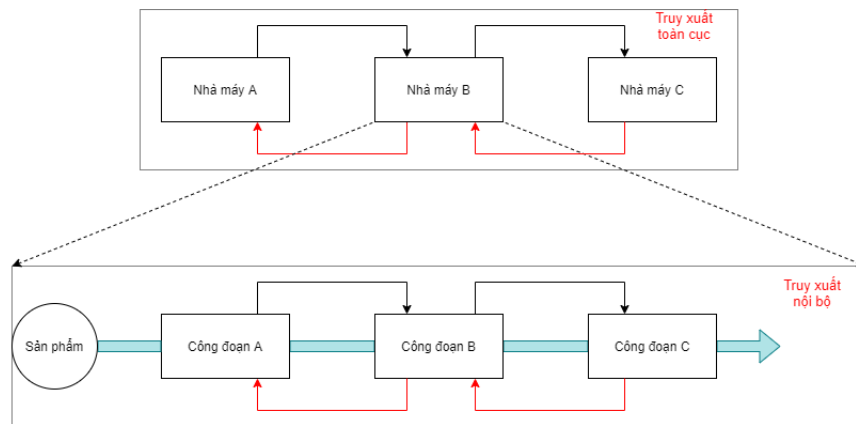 Truy xuất
toàn cục
Nhà máy A
Nhà máy B
Nhà máy C
Truy xuất
nội bộ
Sản phẩm
Công đoạn A
Công đoạn B
Công đoạn C